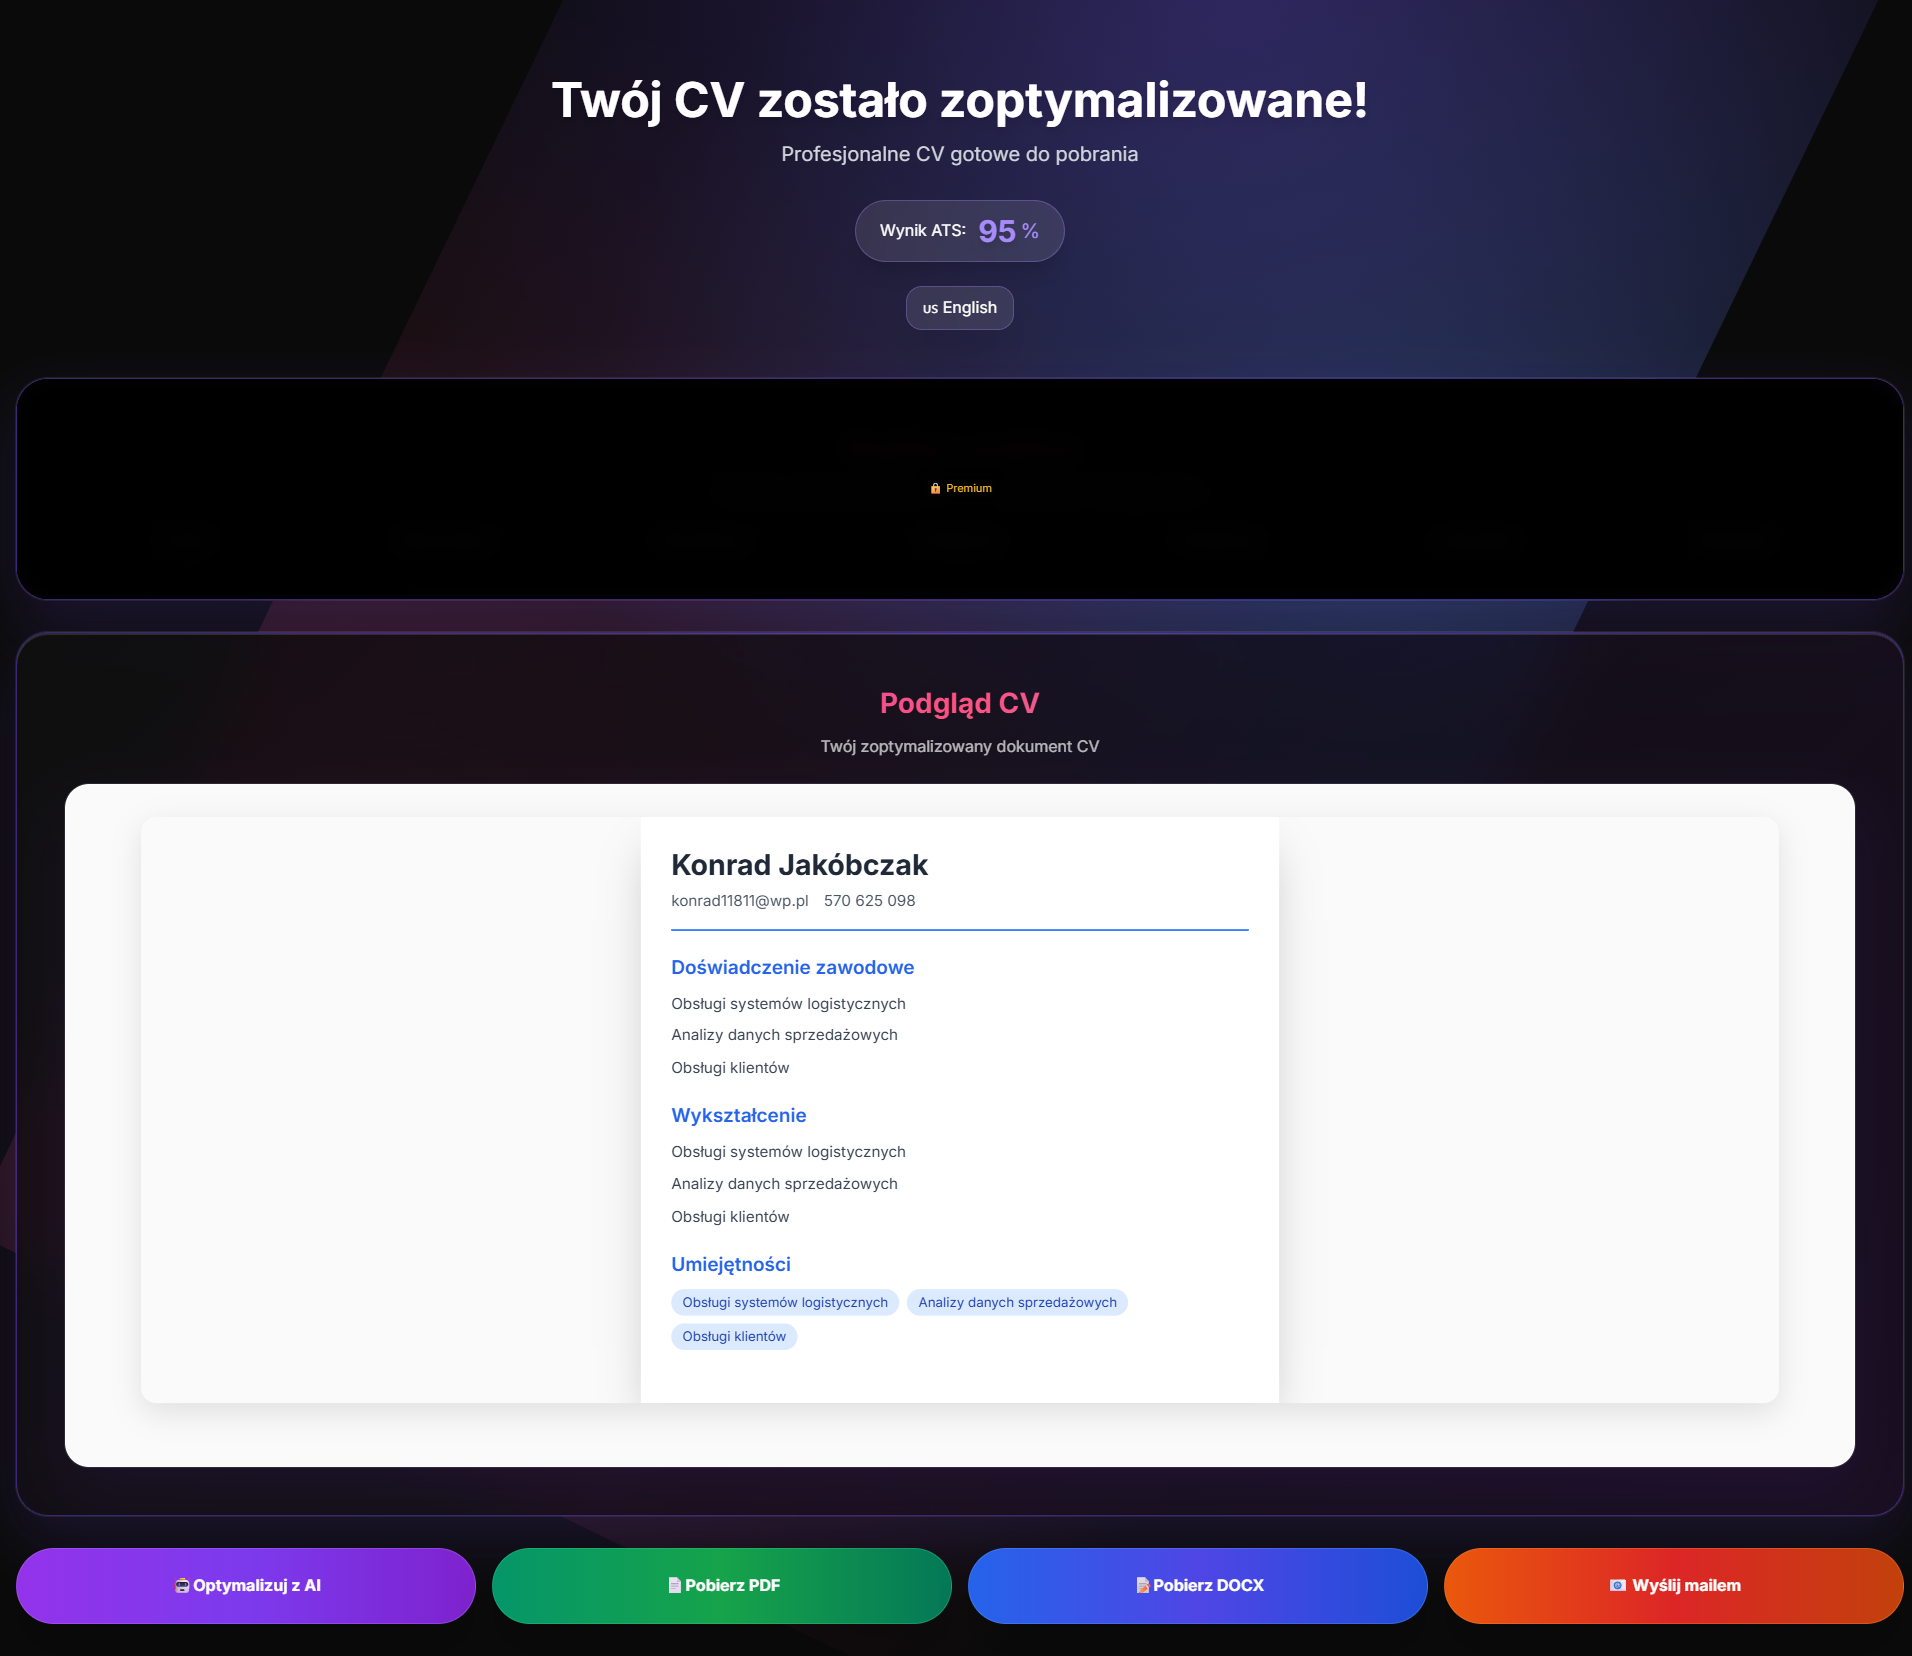 Twój CV zostało zoptymalizowane!
Profesjonalne CV gotowe do pobrania
Wynik ATS: 95 %
US English
🔒 Premium
Podgląd CV
Twój zoptymalizowany dokument CV
Konrad Jakóbczak
konrad11811@wp.pl 570 625 098
Doświadczenie zawodowe
Obsługi systemów logistycznych
Analizy danych sprzedażowych
Obsługi klientów
Wykształcenie
Obsługi systemów logistycznych
Analizy danych sprzedażowych
Obsługi klientów
Umiejętności
Obsługi systemów logistycznych Analizy danych sprzedażowych
Obsługi klientów
🤖 Optymalizuj z AI 📄 Pobierz PDF 📝 Pobierz DOCX 📧 Wyślij mailem